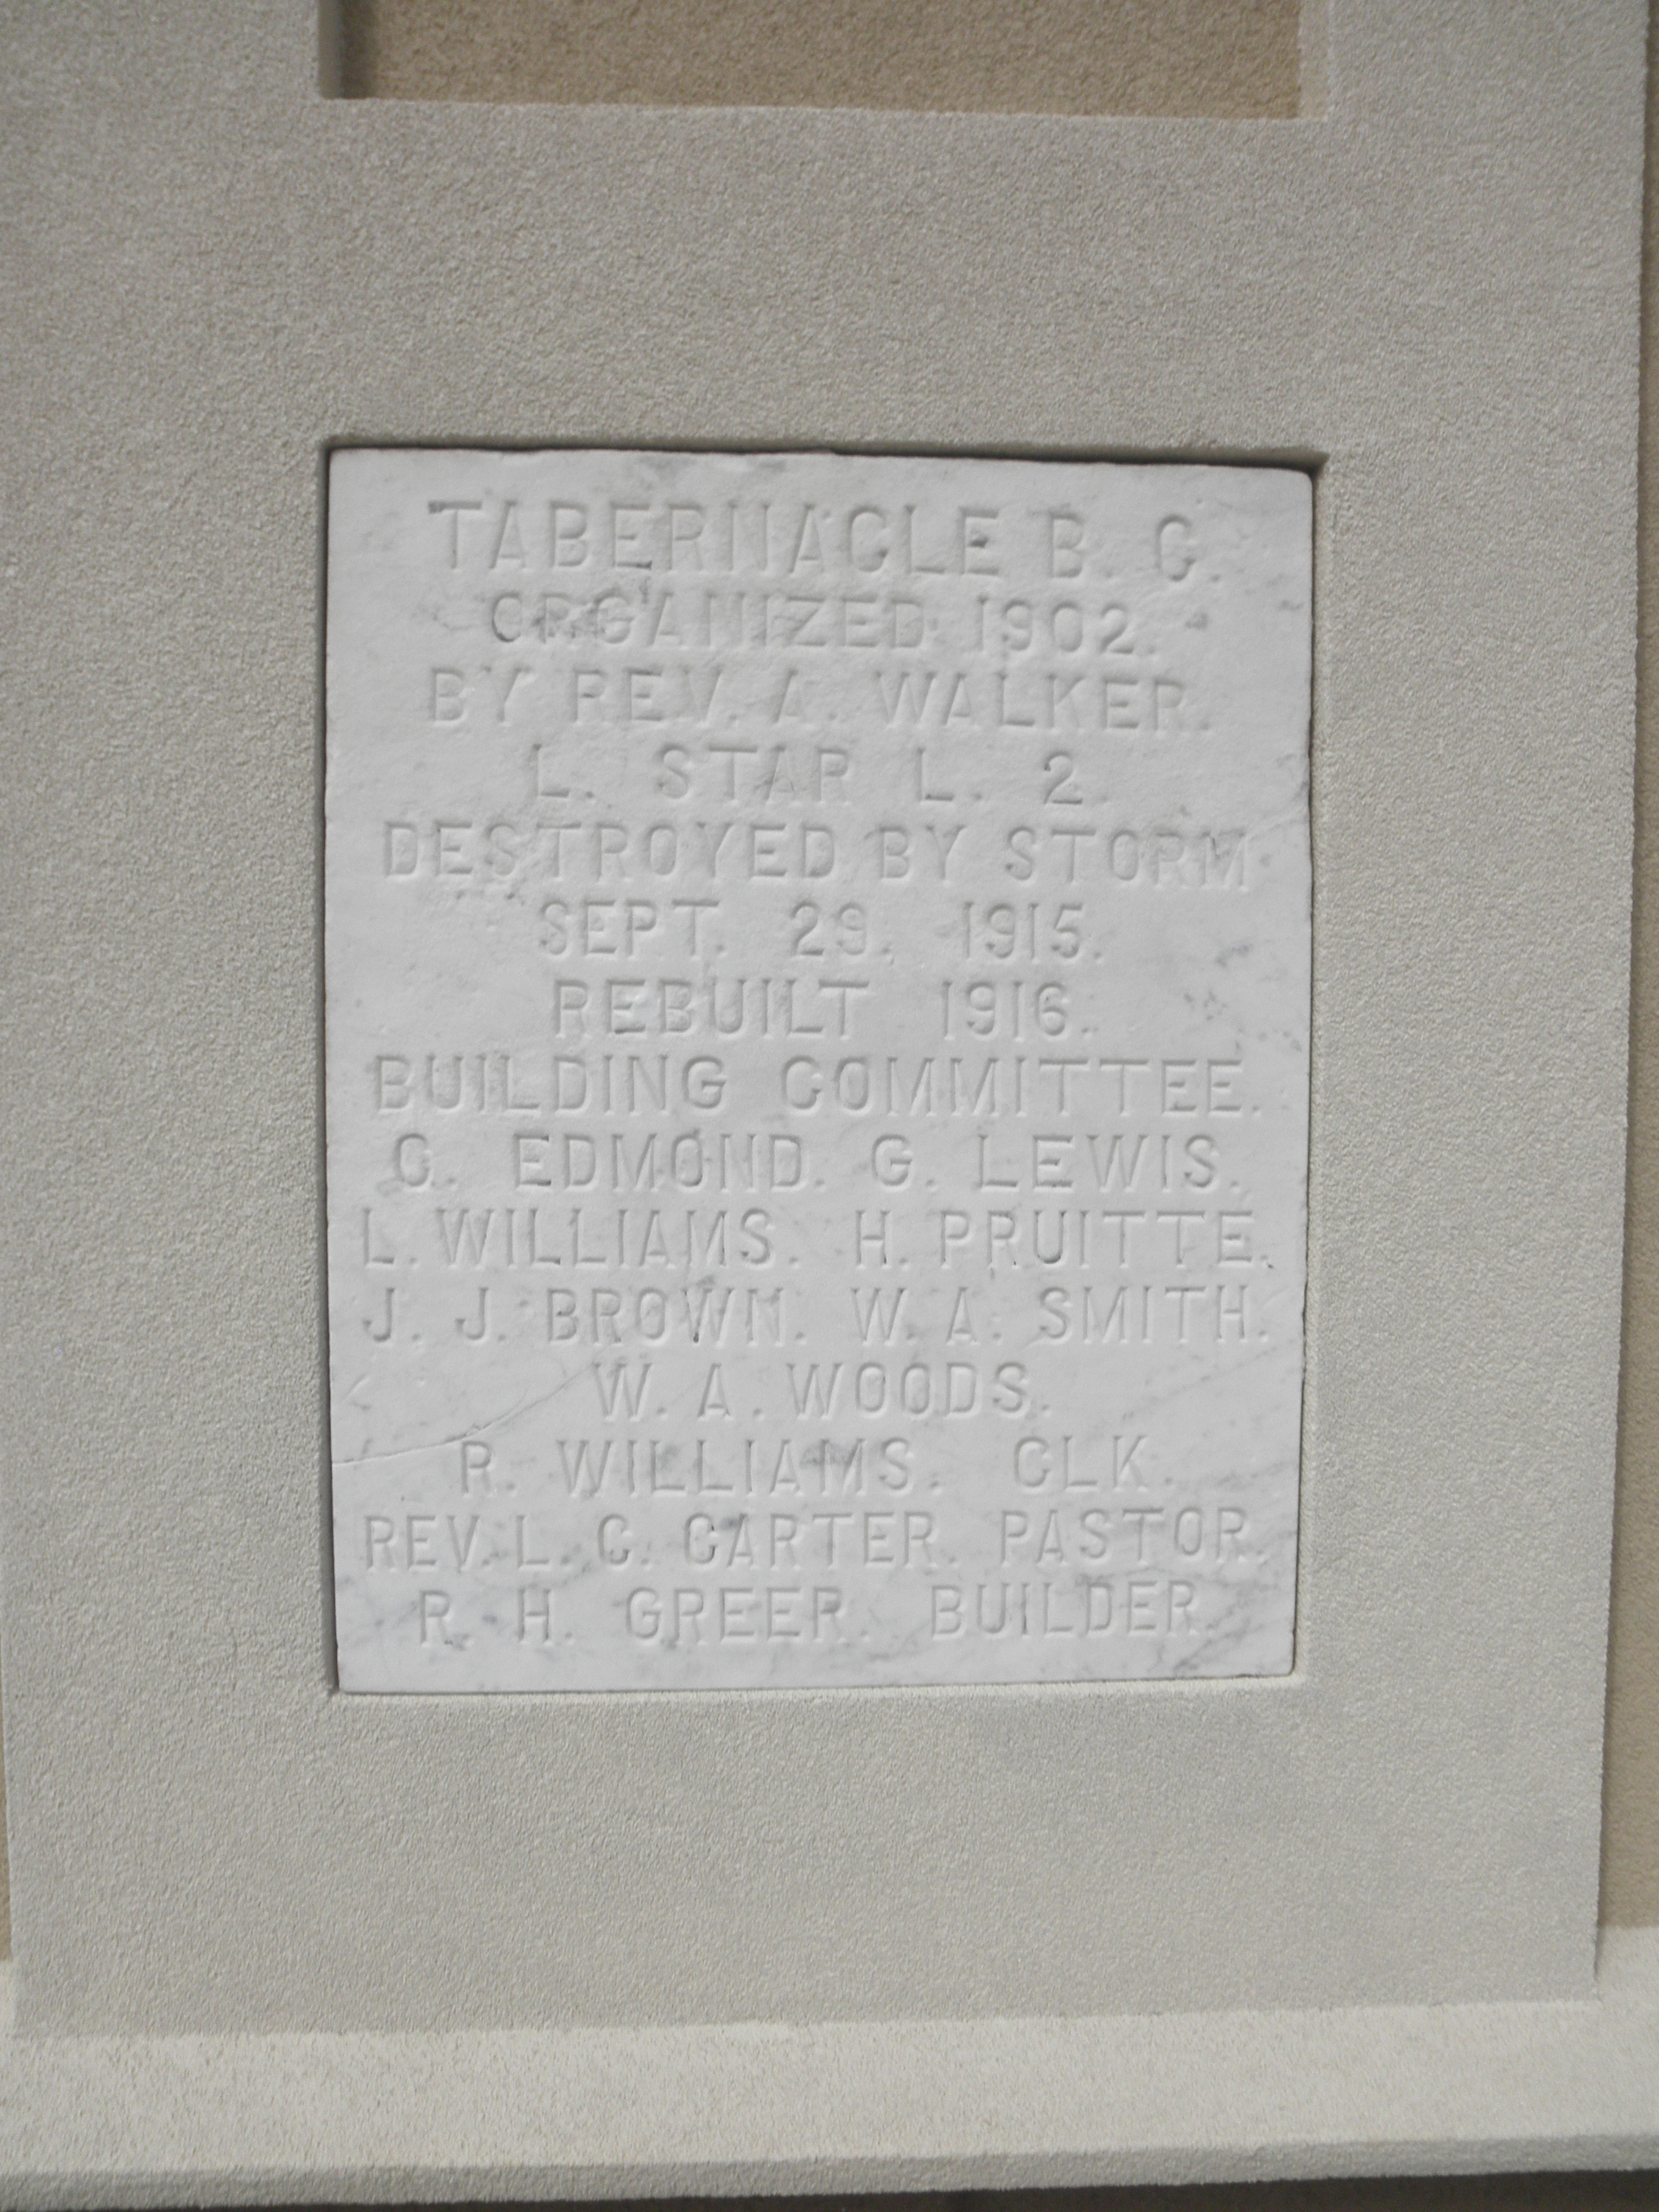 TABERNACLE B. C.
ORGANIZED 1902.
BY REV. A. WALKER.
L. STAR L. 2.
DESTROYED BY STORM
SEPT. 29, 1915.
REBUILT 1916.
BUILDING COMMITTEE.
C. EDMOND. G. LEWIS.
L. WILLIAMS. H. PRUITTE.
J. J. BROWN. W. A. SMITH.
W. A. WOODS.
R. WILLIAMS. CLK.
REV. L. C. CARTER. PASTOR.
R. H. GREER. BUILDER.